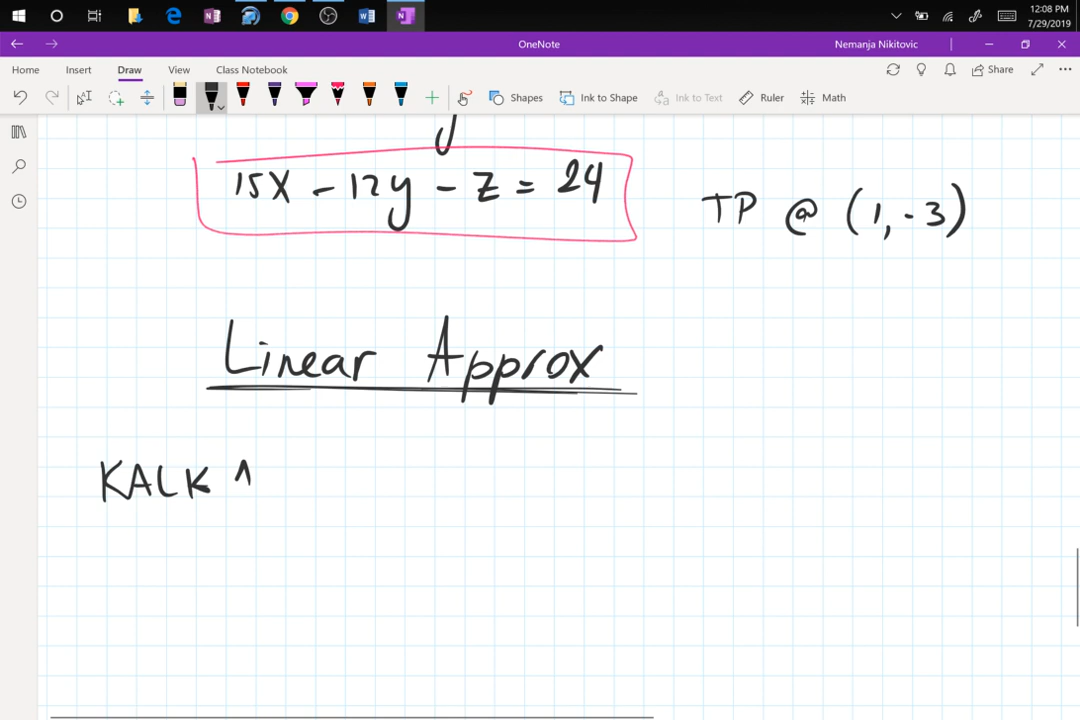 12:08 PM
7/29/2019
OneNote
Nemanja Nikitovic
Home Insert Draw View Class Notebook Share
Shapes Ink to Shape Ink to Text Ruler Math
15x - 12y - z = 24
TP @ (1, -3)
Linear Approx
KALK